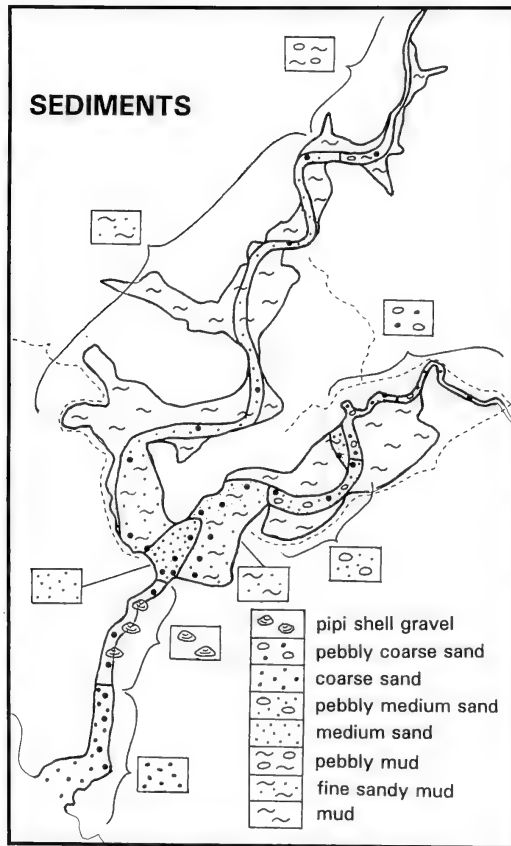 SEDIMENTS
pipi shell gravel
pebbly coarse sand
coarse sand
pebbly medium sand
medium sand
pebbly mud
fine sandy mud
mud